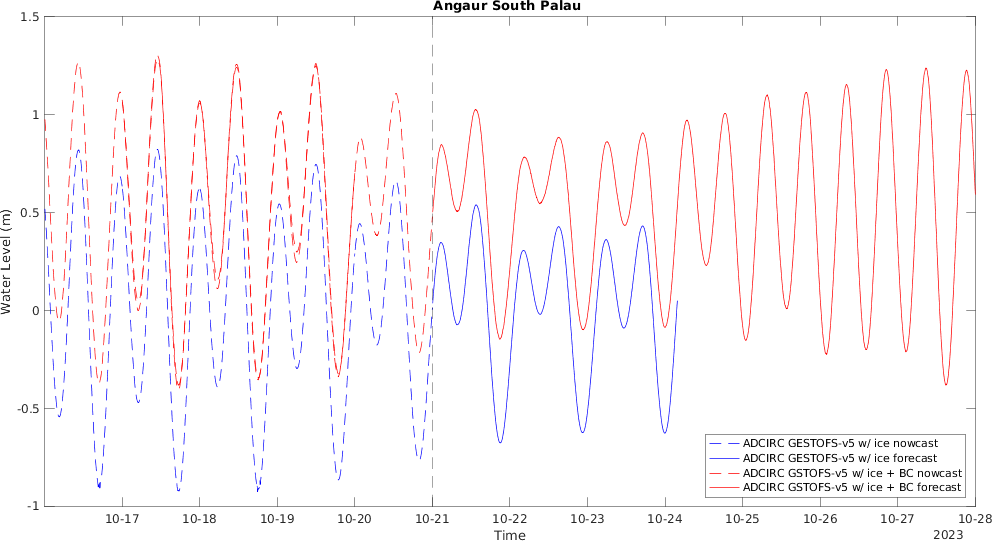 Angaur South Palau
1.5
1
0.5
0
-0.5
-1
Water Level (m)
10-17
10-18
10-19
10-20
10-21
10-22
10-23
10-24
10-25
10-26
10-27
10-28
Time
2023
ADCIRC GESTOFS-v5 w/ ice nowcast
ADCIRC GESTOFS-v5 w/ ice forecast
ADCIRC GSTOFS-v5 w/ ice + BC nowcast
ADCIRC GSTOFS-v5 w/ ice + BC forecast